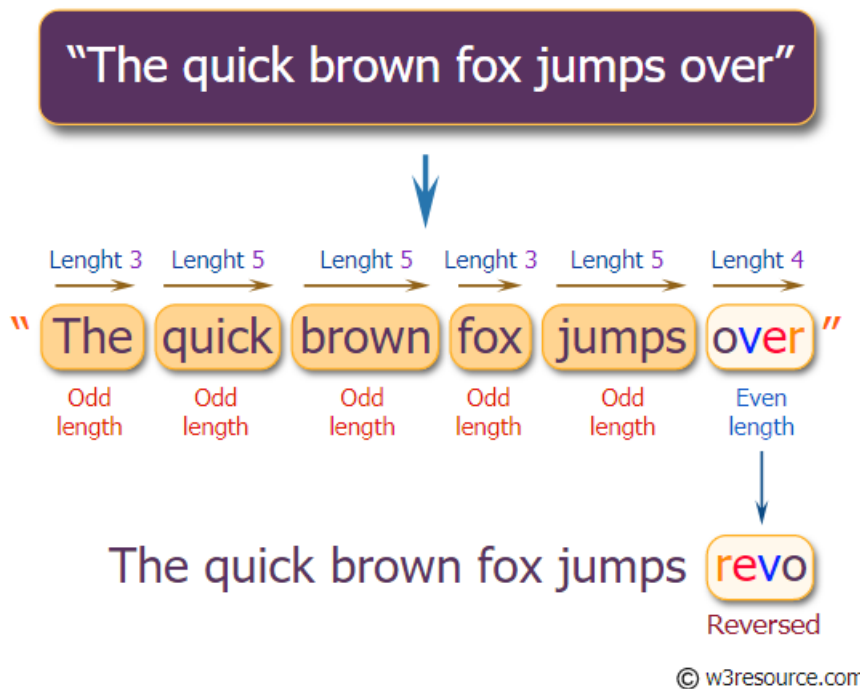 “The quick brown fox jumps over”
Lenght 3 Lenght 5 Lenght 5 Lenght 3 Lenght 5 Lenght 4
“ The quick brown fox jumps over ”
Odd Odd Odd Odd Odd Even
length length length length length length
The quick brown fox jumps revo
Reversed
© w3resource.com